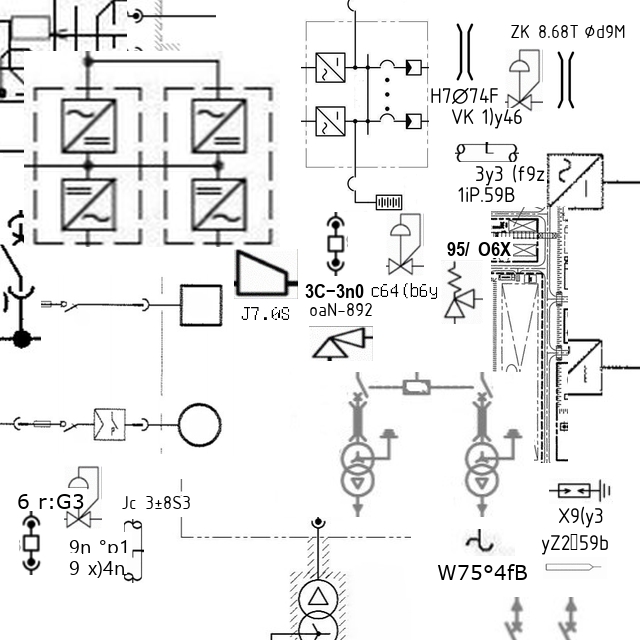 ZK 8.68T Ød9M
H7Ø74F
VK 1)y46
3y3 (f9z
1iP.59B
95/ O6X
3C-3n0 c64(b6y
oaN-892
J7.0S
6 r:G3
Jc 3±8S3
9n °p1
9 x)4n
X9(y3
yZ2▯59b
W75°4fB